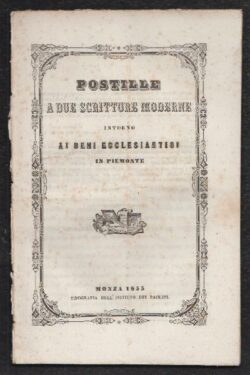 POSTILLE
A DUE SCRITTURE MODERNE
INTORNO
AI BENI ECCLESIASTICI
IN PIEMONTE
MONZA 1855
TIPOGRAFIA DELL'ISTITUTO DEI PAOLINI.